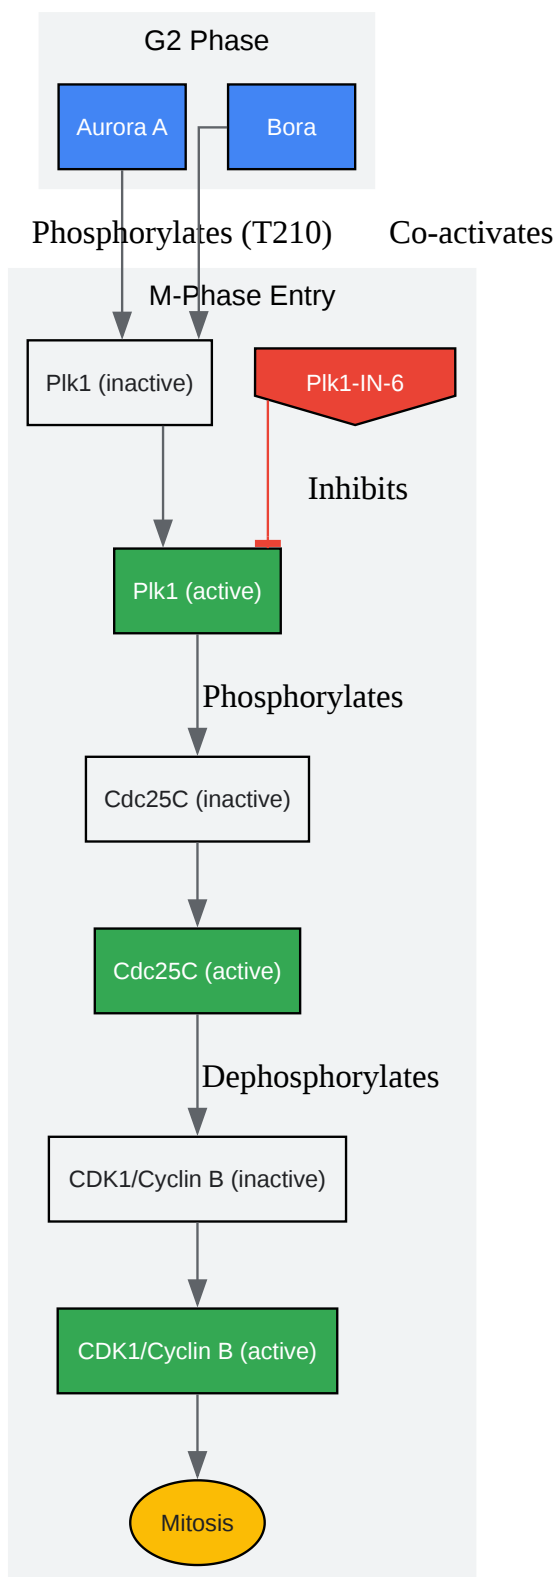 G2 Phase
Aurora A
Bora
Phosphorylates (T210)
Co-activates
M-Phase Entry
Plk1 (inactive)
Plk1-IN-6
Inhibits
Plk1 (active)
Phosphorylates
Cdc25C (inactive)
Cdc25C (active)
Dephosphorylates
CDK1/Cyclin B (inactive)
CDK1/Cyclin B (active)
Mitosis